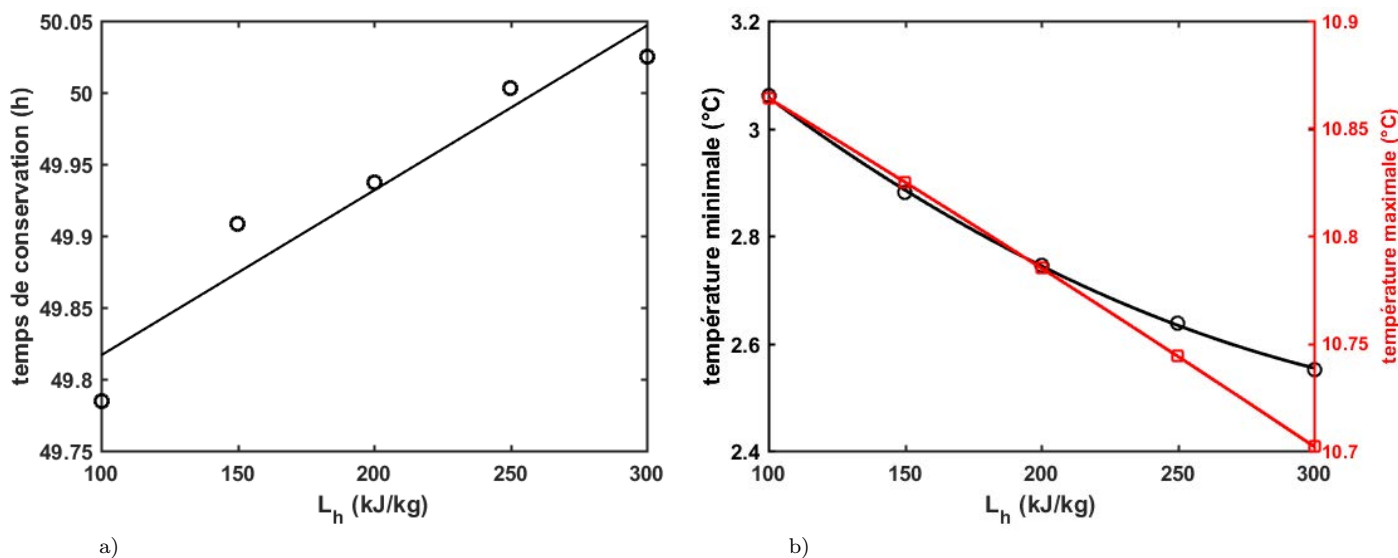 50.05
50
49.95
49.9
49.85
49.8
49.75
temps de conservation (h)
100 150 200 250 300
L_h (kJ/kg)
a)
3.2
3
2.8
2.6
2.4
température minimale (°C)
10.9
10.85
10.8
10.75
10.7
température maximale (°C)
100 150 200 250 300
L_h (kJ/kg)
b)